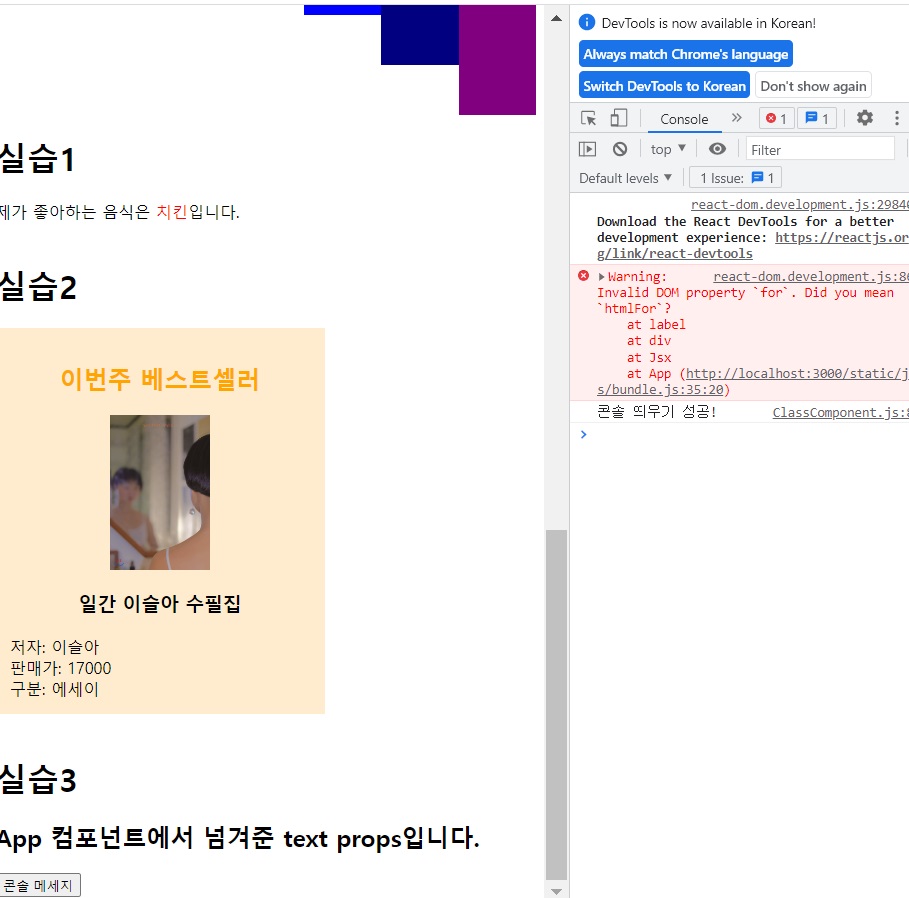 실습1
제가 좋아하는 음식은 치킨입니다.
실습2
이번주 베스트셀러
일간 이슬아 수필집
저자: 이슬아
판매가: 17000
구분: 에세이
실습3
App 컴포넌트에서 넘겨준 text props입니다.
콘솔 메세지
DevTools is now available in Korean!
Always match Chrome's language
Switch DevTools to Korean Don't show again
Console 1 1
top Filter
Default levels 1 Issue: 1
react-dom.development.js:2984
Download the React DevTools for a better
development experience: https://reactjs.or
g/link/react-devtools
Warning: react-dom.development.js:86
Invalid DOM property `for`. Did you mean
`htmlFor`?
at label
at div
at Jsx
at App (http://localhost:3000/static/j
s/bundle.js:35:20)
콘솔 띄우기 성공! ClassComponent.js:8